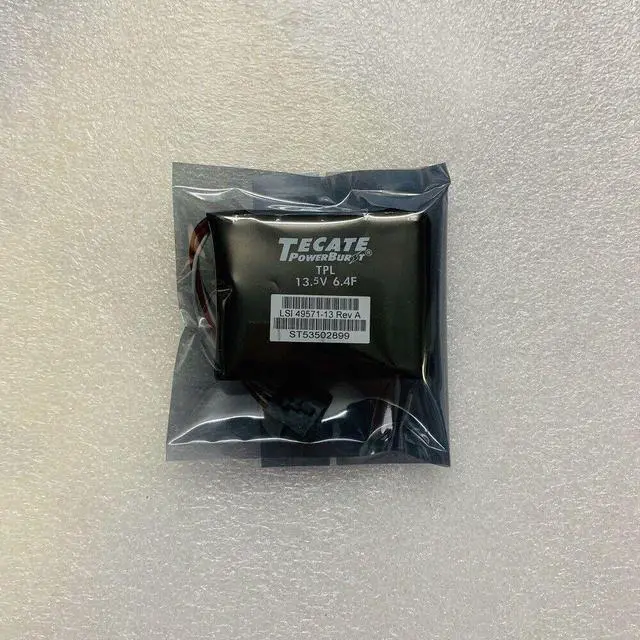 TECATE
POWERBURST®
TPL
13.5V 6.4F
LSI 49571-13 Rev A
ST53502899